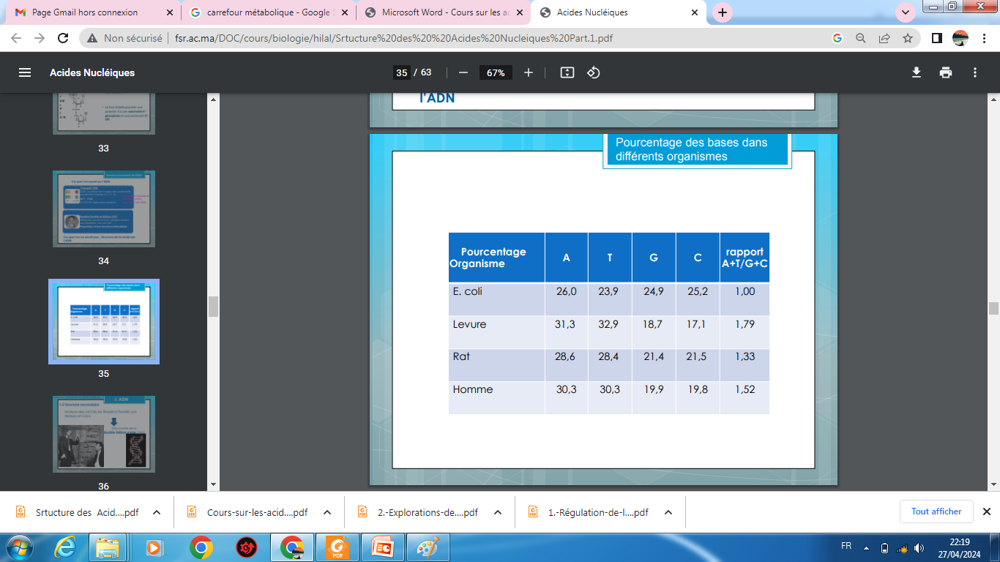 Page Gmail hors connexion
carrefour métabolique - Google S
Microsoft Word - Cours sur les ac
Acides Nucléiques
Non sécurisé
fsr.ac.ma/DOC/cours/biologie/hilal/Srtucture%20des%20%20Acides%20Nucleiques%20Part.1.pdf
Acides Nucléiques
35 / 63
67%
33
34
35
I. ADN
36
l'ADN
Pourcentage des bases dans
différents organismes
Pourcentage
Organisme
A T G C
rapport
A+T/G+C
E. coli 26,0 23,9 24,9 25,2 1,00
Levure 31,3 32,9 18,7 17,1 1,79
Rat 28,6 28,4 21,4 21,5 1,33
Homme 30,3 30,3 19,9 19,8 1,52
Srtucture des Acid....pdf
Cours-sur-les-acid....pdf
2.-Explorations-de....pdf
1.-Régulation-de-l....pdf
Tout afficher
FR
22:19
27/04/2024